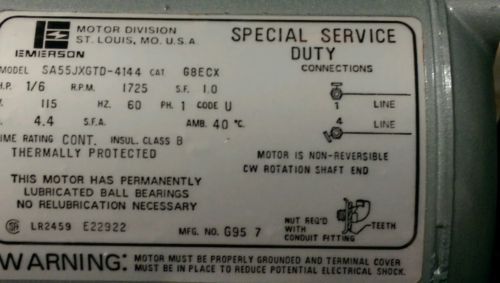 MOTOR DIVISION
ST. LOUIS, MO. U.S.A.
EMERSON
SPECIAL SERVICE
DUTY
MODEL SA55JXGTD-4144 CAT G8ECX
H.P. 1/6 R.P.M. 1725 S.F. 1.0
115 HZ. 60 PH. 1 CODE U
4.4 S.F.A. AMB. 40 °C
TIME RATING CONT. INSUL. CLASS B
THERMALLY PROTECTED
THIS MOTOR HAS PERMANENTLY
LUBRICATED BALL BEARINGS
NO RELUBRICATION NECESSARY
LR2459 E22922
MFG. NO. G95 7
CONNECTIONS
1 LINE
4 LINE
MOTOR IS NON-REVERSIBLE
CW ROTATION SHAFT END
NUT REQ'D
WITH
CONDUIT FITTING
TEETH
WARNING: MOTOR MUST BE PROPERLY GROUNDED AND TERMINAL COVER
MUST BE IN PLACE TO REDUCE POTENTIAL ELECTRICAL SHOCK.